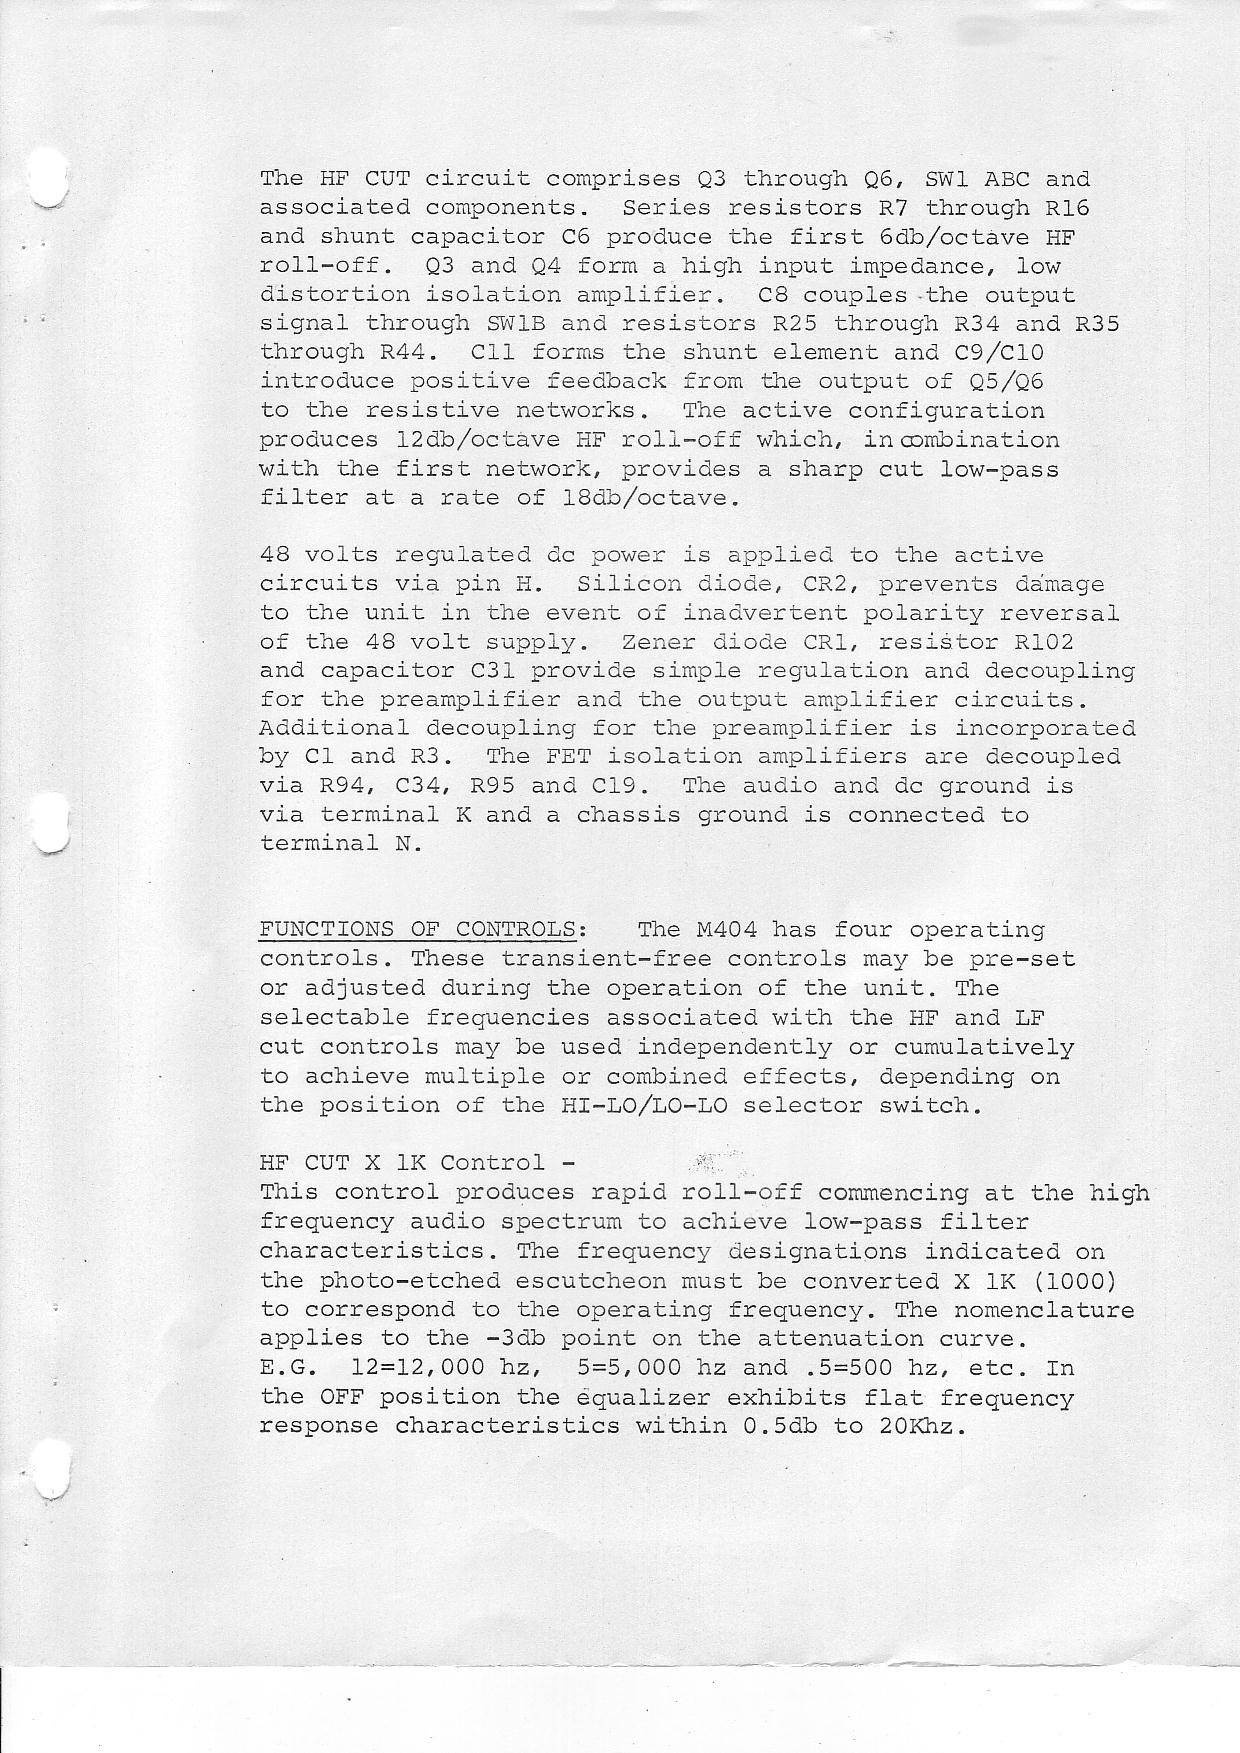 The HF CUT circuit comprises Q3 through Q6, SW1 ABC and
associated components.  Series resistors R7 through R16
and shunt capacitor C6 produce the first 6db/octave HF
roll-off.  Q3 and Q4 form a high input impedance, low
distortion isolation amplifier.  C8 couples the output
signal through SW1B and resistors R25 through R34 and R35
through R44.  C11 forms the shunt element and C9/C10
introduce positive feedback from the output of Q5/Q6
to the resistive networks.  The active configuration
produces 12db/octave HF roll-off which, in combination
with the first network, provides a sharp cut low-pass
filter at a rate of 18db/octave.
48 volts regulated dc power is applied to the active
circuits via pin H.  Silicon diode, CR2, prevents damage
to the unit in the event of inadvertent polarity reversal
of the 48 volt supply.  Zener diode CR1, resistor R102
and capacitor C31 provide simple regulation and decoupling
for the preamplifier and the output amplifier circuits.
Additional decoupling for the preamplifier is incorporated
by C1 and R3.  The FET isolation amplifiers are decoupled
via R94, C34, R95 and C19.  The audio and dc ground is
via terminal K and a chassis ground is connected to
terminal N.
FUNCTIONS OF CONTROLS:   The M404 has four operating
controls. These transient-free controls may be pre-set
or adjusted during the operation of the unit. The
selectable frequencies associated with the HF and LF
cut controls may be used independently or cumulatively
to achieve multiple or combined effects, depending on
the position of the HI-LO/LO-LO selector switch.
HF CUT X 1K Control -
This control produces rapid roll-off commencing at the high
frequency audio spectrum to achieve low-pass filter
characteristics. The frequency designations indicated on
the photo-etched escutcheon must be converted X 1K (1000)
to correspond to the operating frequency. The nomenclature
applies to the -3db point on the attenuation curve.
E.G.  12=12,000 hz,  5=5,000 hz and .5=500 hz, etc. In
the OFF position the equalizer exhibits flat frequency
response characteristics within 0.5db to 20Khz.